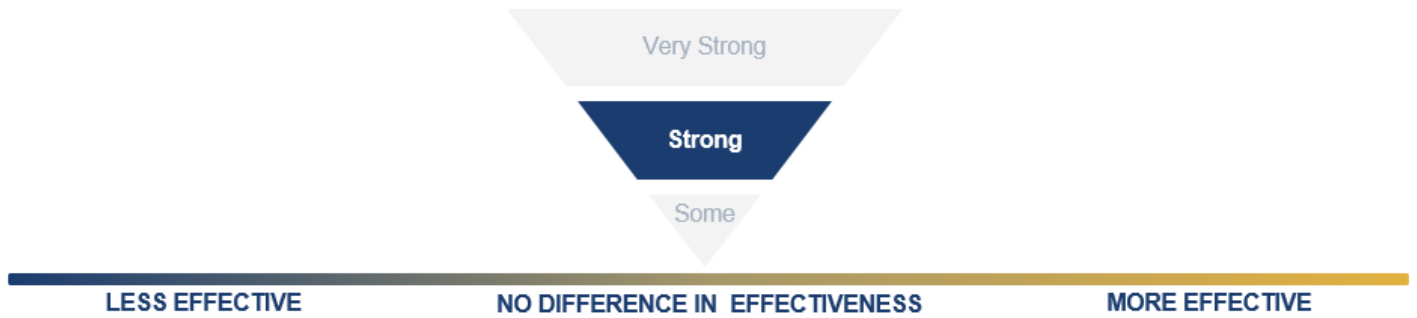 Very Strong
Strong
Some
LESS EFFECTIVE
NO DIFFERENCE IN EFFECTIVENESS
MORE EFFECTIVE